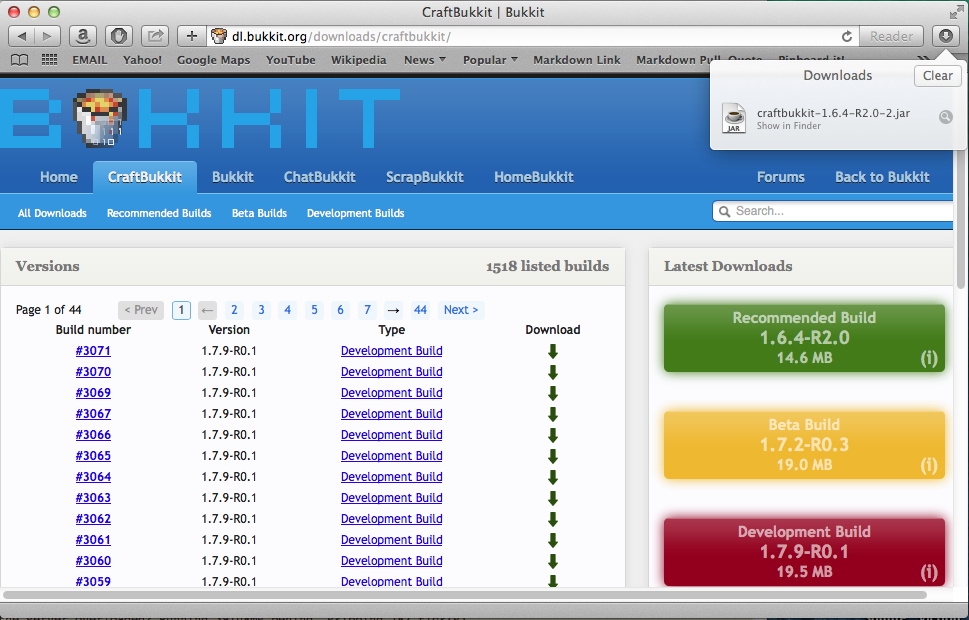 CraftBukkit | Bukkit
dl.bukkit.org/downloads/craftbukkit/
Reader
EMAIL Yahoo! Google Maps YouTube Wikipedia News Popular Markdown Link Markdown
Downloads Clear
craftbukkit-1.6.4-R2.0-2.jar
Show in Finder
JAR
BUKKIT
Home CraftBukkit Bukkit ChatBukkit ScrapBukkit HomeBukkit Forums Back to Bukkit
All Downloads Recommended Builds Beta Builds Development Builds Search...
Versions 1518 listed builds
Page 1 of 44 < Prev 1 ← 2 3 4 5 6 7 → 44 Next >
Build number Version Type Download
#3071 1.7.9-R0.1 Development Build
#3070 1.7.9-R0.1 Development Build
#3069 1.7.9-R0.1 Development Build
#3067 1.7.9-R0.1 Development Build
#3066 1.7.9-R0.1 Development Build
#3065 1.7.9-R0.1 Development Build
#3064 1.7.9-R0.1 Development Build
#3063 1.7.9-R0.1 Development Build
#3062 1.7.9-R0.1 Development Build
#3061 1.7.9-R0.1 Development Build
#3060 1.7.9-R0.1 Development Build
#3059 1.7.9-R0.1 Development Build
Latest Downloads
Recommended Build
1.6.4-R2.0
14.6 MB (i)
Beta Build
1.7.2-R0.3
19.0 MB (i)
Development Build
1.7.9-R0.1
19.5 MB (i)